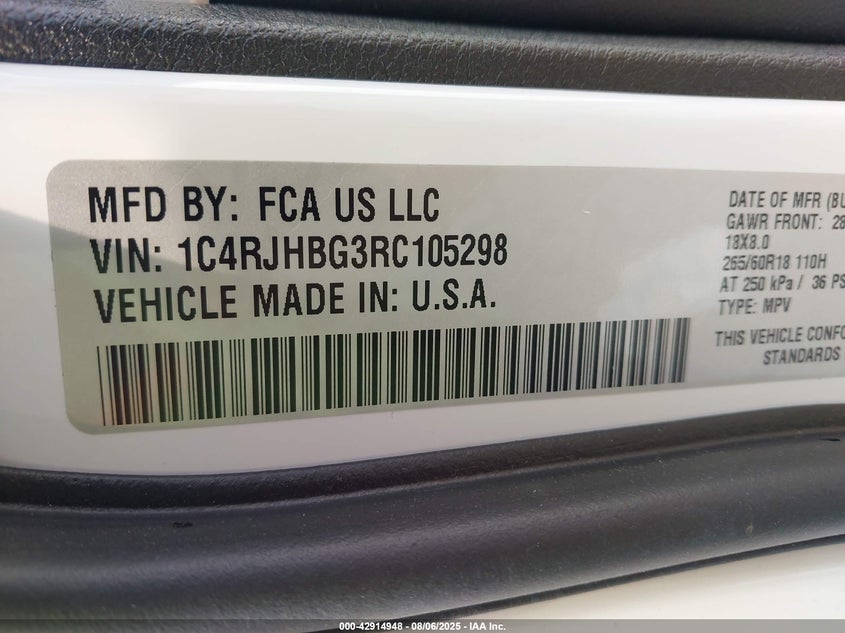 MFD BY: FCA US LLC
VIN: 1C4RJHBG3RC105298
VEHICLE MADE IN: U.S.A.
DATE OF MFR
GAWR FRONT: 28
18X8.0
265/60R18 110H
AT 250 kPa / 36
TYPE: MPV
THIS VEHICLE
STANDARDS
000-42914948 - 08/06/2025 - IAA Inc.